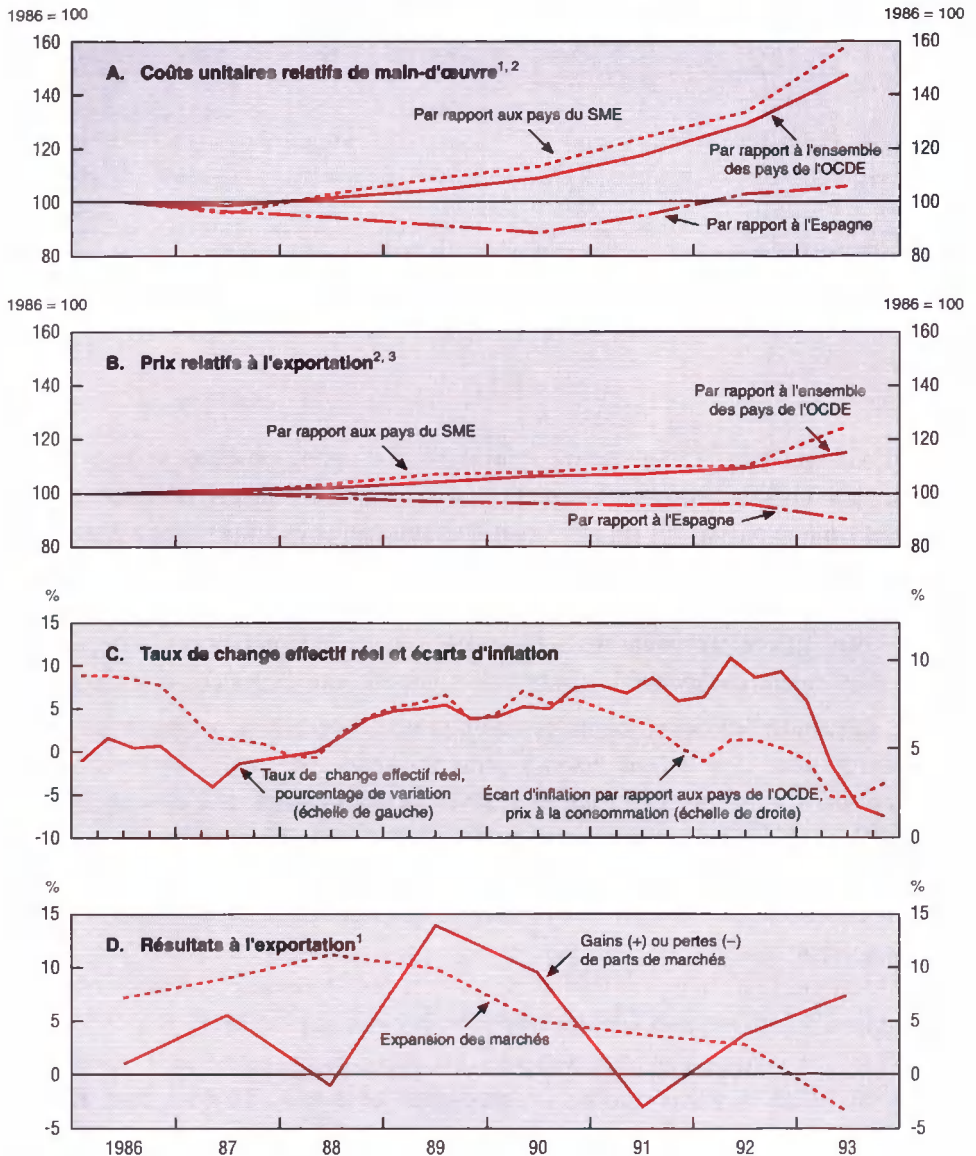 1986 = 100 1986 = 100
160 160
A. Coûts unitaires relatifs de main-d'œuvre1, 2
140 140
Par rapport aux pays du SME
120 120
Par rapport à l'ensemble
des pays de l'OCDE
100 100
Par rapport à l'Espagne
80 80
1986 = 100 1986 = 100
160 160
B. Prix relatifs à l'exportation2, 3
140 140
Par rapport à l'ensemble
des pays de l'OCDE
Par rapport aux pays du SME
120 120
100 100
Par rapport à l'Espagne
80 80
% %
15
C. Taux de change effectif réel et écarts d'inflation
10 10
5
0 5
Taux de change effectif réel,
pourcentage de variation
(échelle de gauche)
Écart d'inflation par rapport aux pays de l'OCDE,
prix à la consommation (échelle de droite)
-5
-10 0
% %
15 15
D. Résultats à l'exportation1
Gains (+) ou pertes (–)
de parts de marchés
10 10
5 5
Expansion des marchés
0 0
-5 -5
1986 87 88 89 90 91 92 93